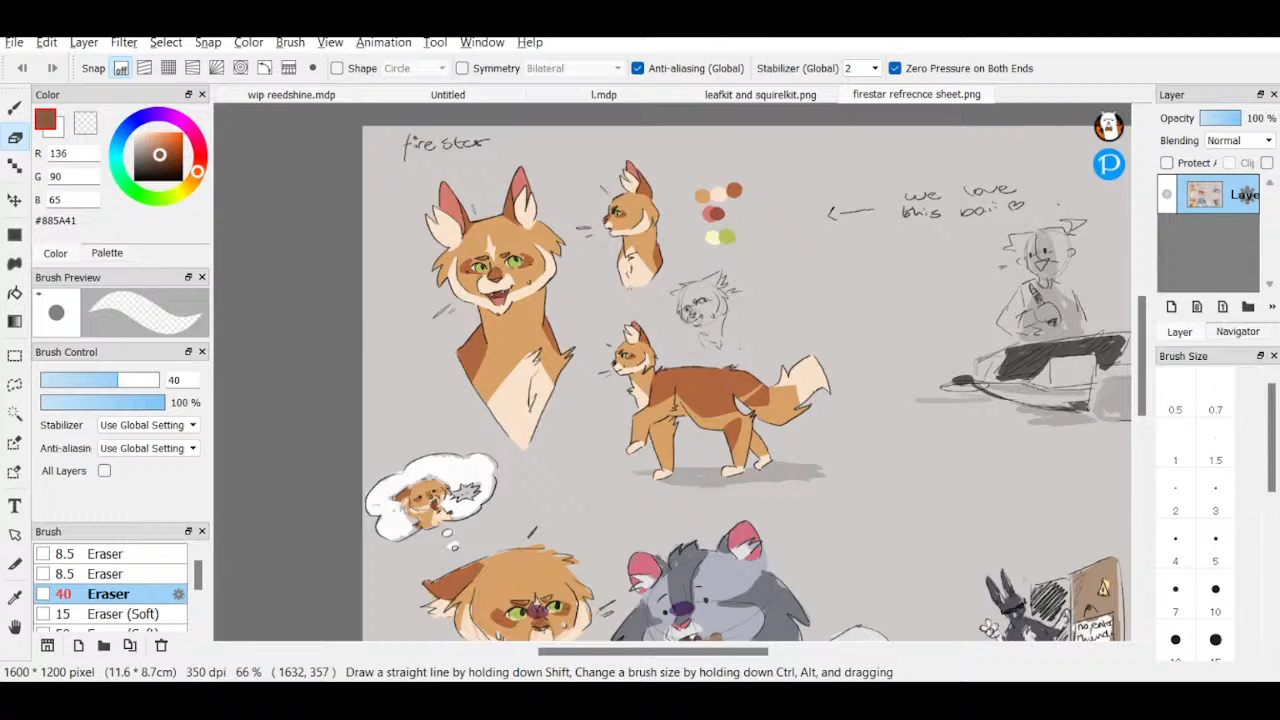 File Edit Layer Filter Select Snap Color Brush View Animation Tool Window Help
Snap off Shape Circle Symmetry Bilateral Anti-aliasing (Global) Stabilizer (Global) 2 Zero Pressure on Both Ends
Color
wip reedshine.mdp Untitled l.mdp leafkit and squirelkit.png firestar refrecnce sheet.png
Layer
R 136
G 90
B 65
#885A41
Color Palette
Brush Preview
Brush Control
40
100 %
Stabilizer Use Global Setting
Anti-aliasin Use Global Setting
All Layers
Brush
8.5 Eraser
8.5 Eraser
40 Eraser
15 Eraser (Soft)
T
fire star
we love
this boii
no enter
P
Opacity 100 %
Blending Normal
Protect Clip
Laye
Layer Navigator
Brush Size
0.5 0.7
1 1.5
2 3
4 5
7 10
1600 * 1200 pixel (11.6 * 8.7cm) 350 dpi 66 % ( 1632, 357 ) Draw a straight line by holding down Shift, Change a brush size by holding down Ctrl, Alt, and dragging